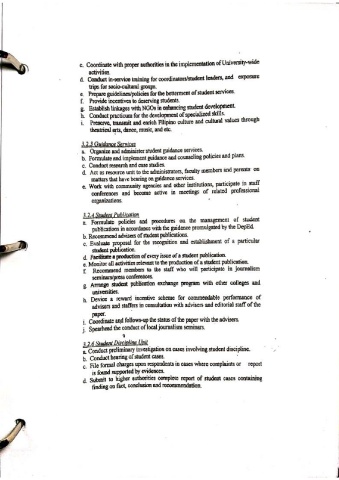 c. Coordinate with proper authorities in the implementation of University-wide
activities.
d. Conduct in-service training for coordinators/student leaders, and exposure
trips for socio-cultural groups.
e. Prepare guidelines/policies for the betterment of student services.
f. Provide incentives to deserving students.
g. Establish linkages with NGOs in enhancing student development.
h. Conduct practicum for the development of specialized skills.
i. Preserve, transmit and enrich Filipino culture and cultural values through
theatrical arts, dance, music, and etc.
3.2.3 Guidance Services
a. Organize and administer student guidance services.
b. Formulate and implement guidance and counseling policies and plans.
c. Conduct research and case studies.
d. Act as resource unit to the administrators, faculty members and parents on
matters that have bearing on guidance services.
e. Work with community agencies and other institutions, participate in staff
conferences and become active in meetings of related professional
organizations.
3.2.4 Student Publication
a. Formulate policies and procedures on the management of student
publications in accordance with the guidance promulgated by the DepEd.
b. Recommend advisers of student publications.
c. Evaluate proposal for the recognition and establishment of a particular
student publication.
d. Facilitate a production of every issue of a student publication.
e. Monitor all activities relevant to the production of a student publication.
f. Recommend members to the staff who will participate in journalism
seminars/press conferences.
g. Arrange student publication exchange program with other colleges and
universities.
h. Device a reward incentive scheme for commendable performance of
advisers and staffers in consultation with advisers and editorial staff of the
paper.
i. Coordinate and follows-up the status of the paper with the advisers.
j. Spearhead the conduct of local journalism seminars.
3.2.6 Student Discipline Unit
a. Conduct preliminary investigation on cases involving student discipline.
b. Conduct hearing of student cases.
c. File formal charges upon respondents in cases where complaints or report
is found supported by evidences.
d. Submit to higher authorities complete report of student cases containing
finding on fact, conclusion and recommendation.